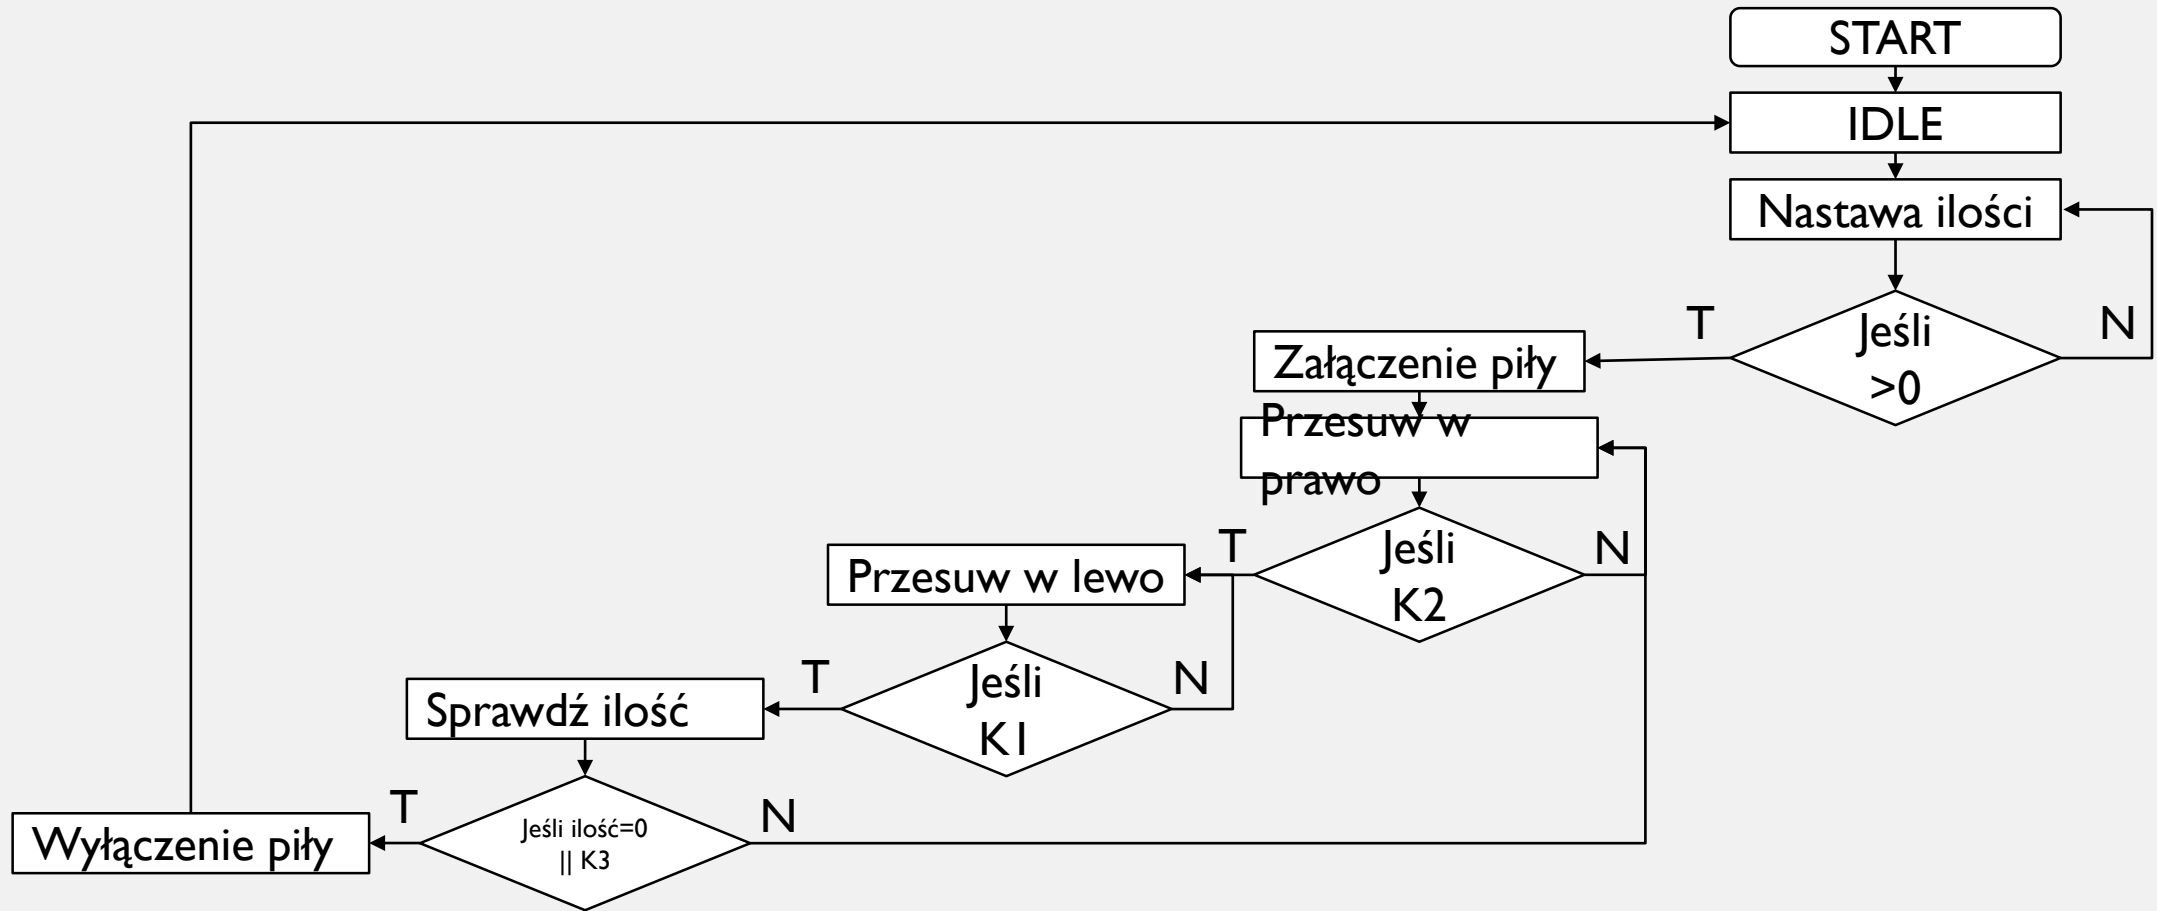 START
IDLE
Nastawa ilości
Jeśli
>0
T
N
Załączenie piły
Przesuw w
prawo
Jeśli
K2
T
N
Przesuw w lewo
Jeśli
K1
T
N
Sprawdź ilość
Jeśli ilość=0
|| K3
T
N
Wyłączenie piły